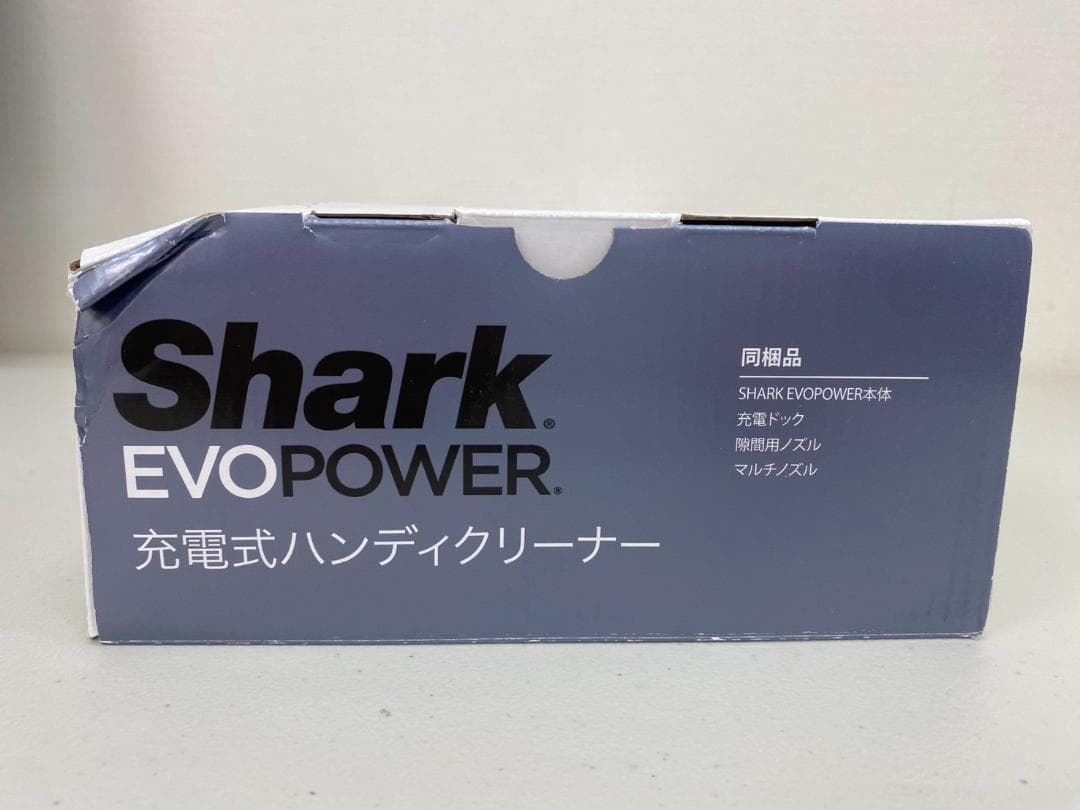 Shark®
EVOPOWER®
充電式ハンディクリーナー
同梱品
SHARK EVOPOWER本体
充電ドック
隙間用ノズル
マルチノズル